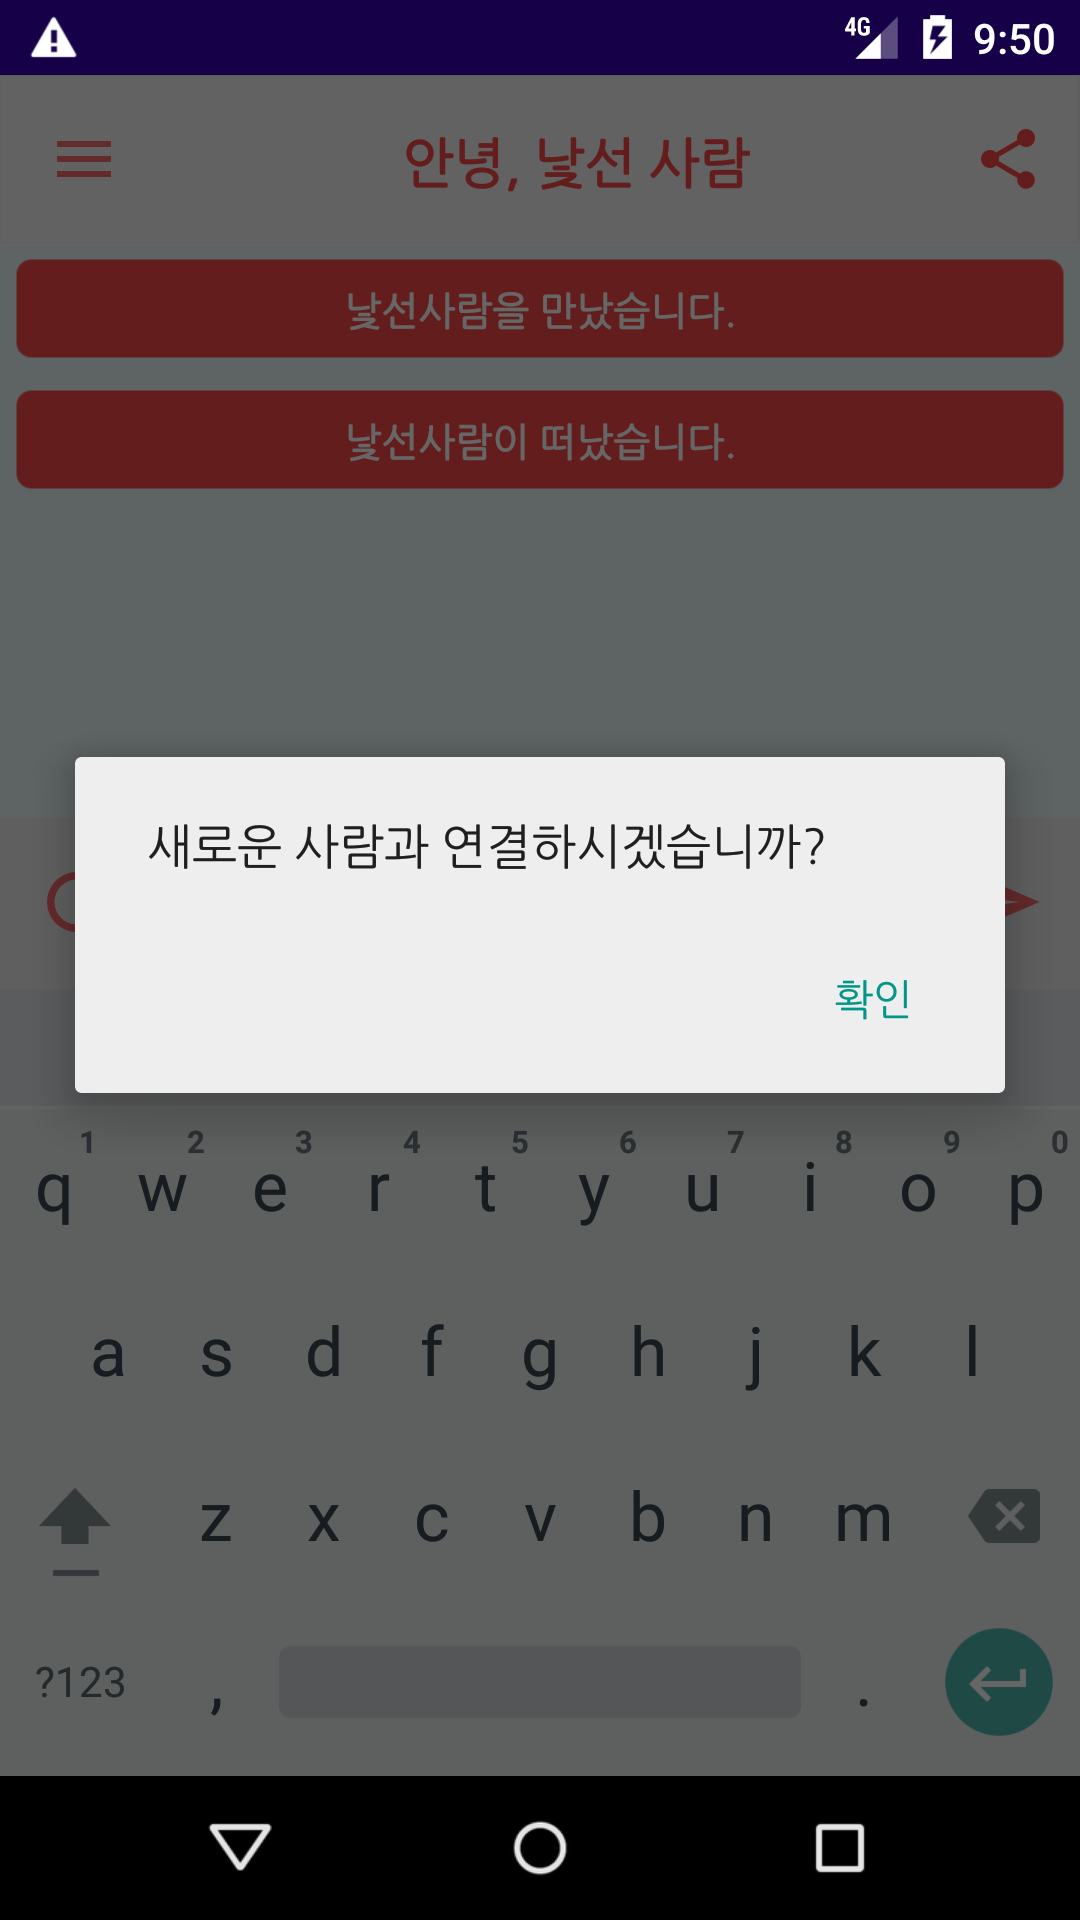 4G 9:50
안녕, 낯선 사람
낯선사람을 만났습니다.
낯선사람이 떠났습니다.
새로운 사람과 연결하시겠습니까?
확인
1 2 3 4 5 6 7 8 9 0
q w e r t y u i o p
a s d f g h j k l
z x c v b n m
?123 , .